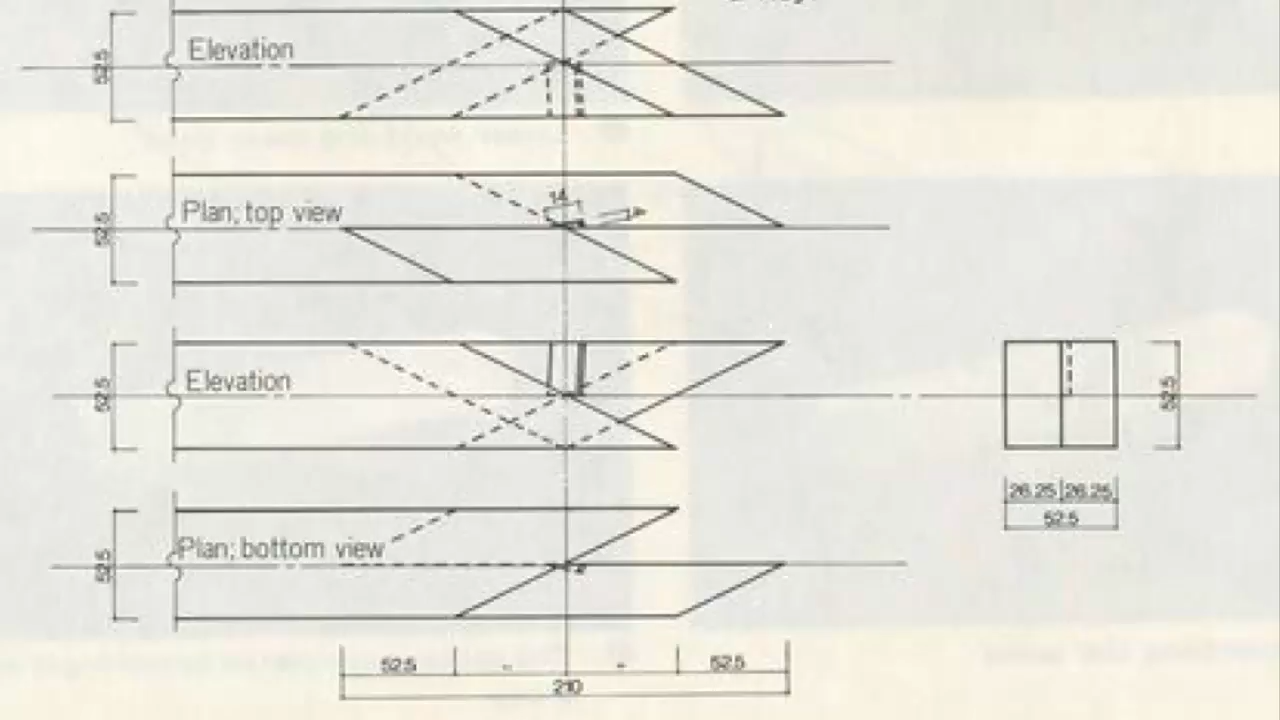 52.5
Elevation
52.5
Plan; top view
14
4
52.5
Elevation
52.5
26.25 26.25
52.5
52.5
Plan; bottom view
52.5 " " 52.5
210